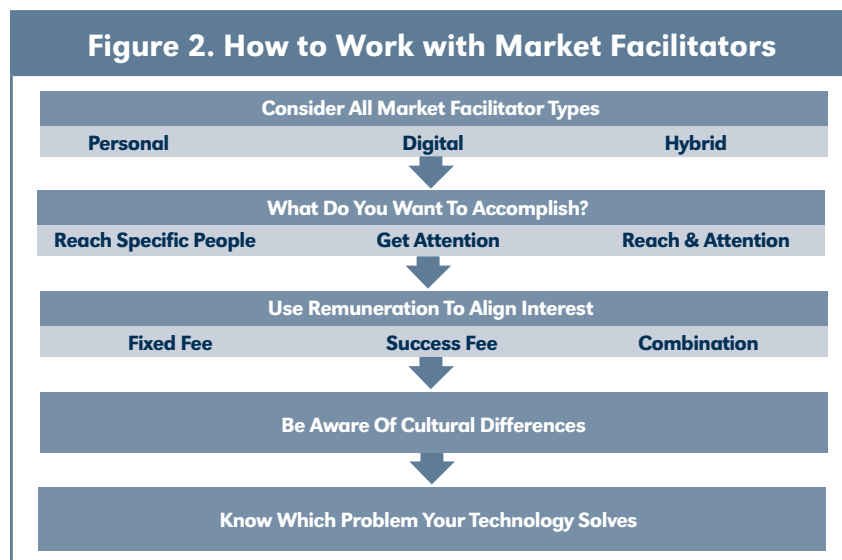 Figure 2. How to Work with Market Facilitators
Consider All Market Facilitator Types
Personal Digital Hybrid
What Do You Want To Accomplish?
Reach Specific People Get Attention Reach & Attention
Use Remuneration To Align Interest
Fixed Fee Success Fee Combination
Be Aware Of Cultural Differences
Know Which Problem Your Technology Solves